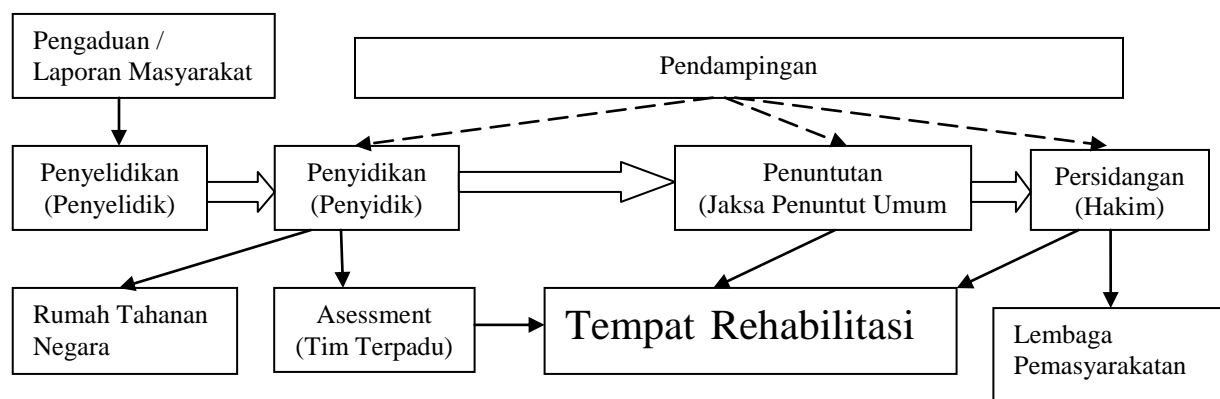 Pengaduan /
Laporan Masyarakat
Pendampingan
Penyelidikan
(Penyelidik)
Penyidikan
(Penyidik)
Penuntutan
(Jaksa Penuntut Umum
Persidangan
(Hakim)
Rumah Tahanan
Negara
Asessment
(Tim Terpadu)
Tempat Rehabilitasi
Lembaga
Pemasyarakatan